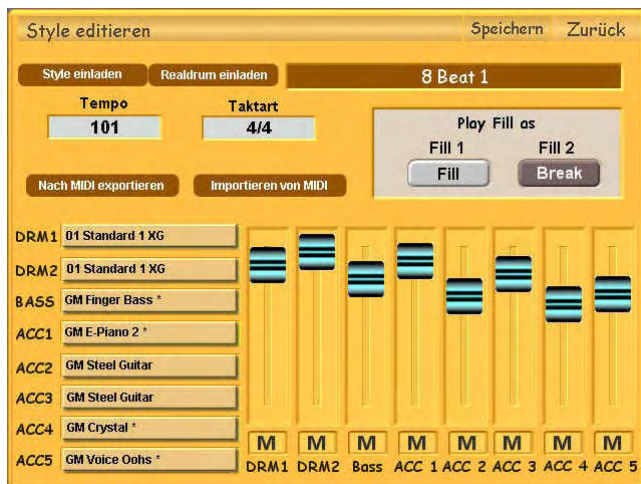 Style editieren Speichern Zurück
Style einladen Realdrum einladen 8 Beat 1
Tempo Taktart
101 4/4
Play Fill as
Fill 1 Fill 2
Fill Break
Nach MIDI exportieren Importieren von MIDI
DRM1 01 Standard 1 XG
DRM2 01 Standard 1 XG
BASS GM Finger Bass *
ACC1 GM E-Piano 2 *
ACC2 GM Steel Guitar
ACC3 GM Steel Guitar
ACC4 GM Crystal *
ACC5 GM Voice Oohs *
M M M M M M M M
DRM1 DRM2 Bass ACC 1 ACC 2 ACC 3 ACC 4 ACC 5